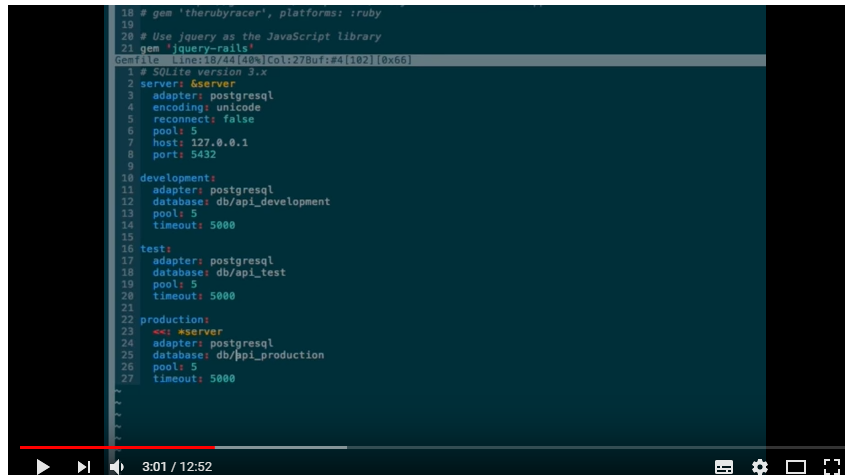 18 # gem 'therubyracer', platforms: :ruby
19
20 # Use jquery as the JavaScript library
21 gem 'jquery-rails'
Gemfile Line:18/44[40%]Col:27Buf:#4[102][0x66]
1 # SQLite version 3.x
2 server: &server
3   adapter: postgresql
4   encoding: unicode
5   reconnect: false
6   pool: 5
7   host: 127.0.0.1
8   port: 5432
9
10 development:
11   adapter: postgresql
12   database: db/api_development
13   pool: 5
14   timeout: 5000
15
16 test:
17   adapter: postgresql
18   database: db/api_test
19   pool: 5
20   timeout: 5000
21
22 production:
23   <<: *server
24   adapter: postgresql
25   database: db/api_production
26   pool: 5
27   timeout: 5000
~
~
~
~
~
3:01 / 12:52